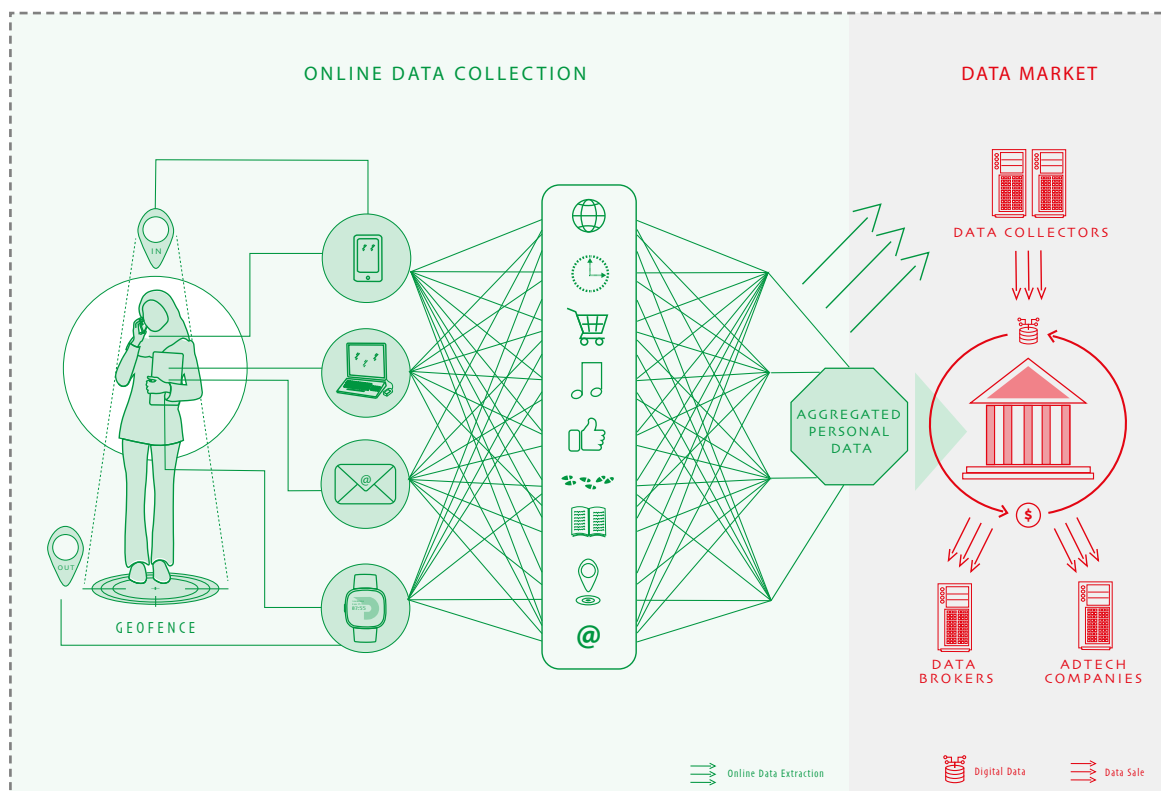 ONLINE DATA COLLECTION
DATA MARKET
IN
DATA COLLECTORS
AGGREGATED
PERSONAL
DATA
@
$
OUT
GEOFENCE
@
DATA
BROKERS
ADTECH
COMPANIES
Online Data Extraction
Digital Data
Data Sale